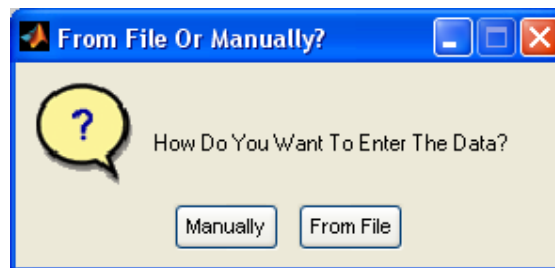 From File Or Manually?
?
How Do You Want To Enter The Data?
Manually From File